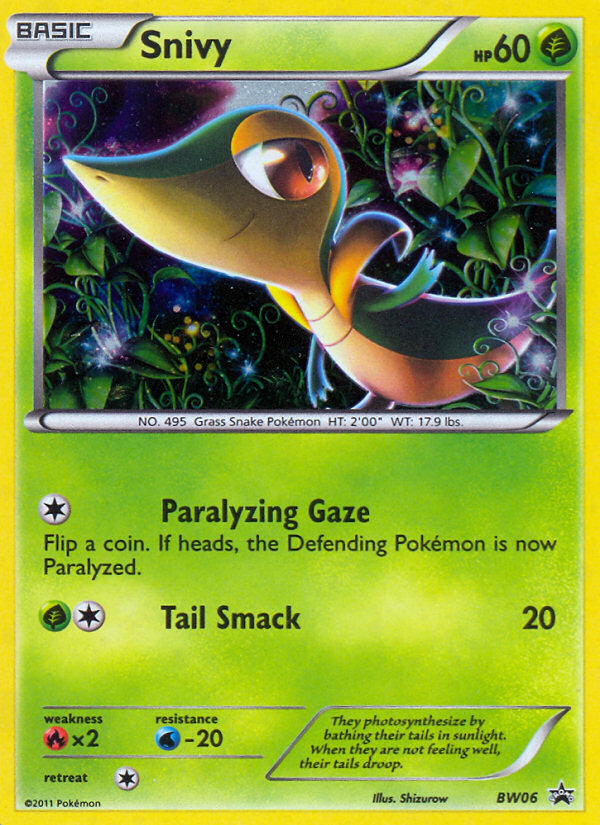 BASIC
Snivy
HP60
NO. 495 Grass Snake Pokémon HT: 2'00" WT: 17.9 lbs.
Paralyzing Gaze
Flip a coin. If heads, the Defending Pokémon is now
Paralyzed.
Tail Smack 20
weakness resistance
×2 -20
They photosynthesize by
bathing their tails in sunlight.
When they are not feeling well,
their tails droop.
retreat
©2011 Pokémon Illus. Shizurow BW06 PROMO